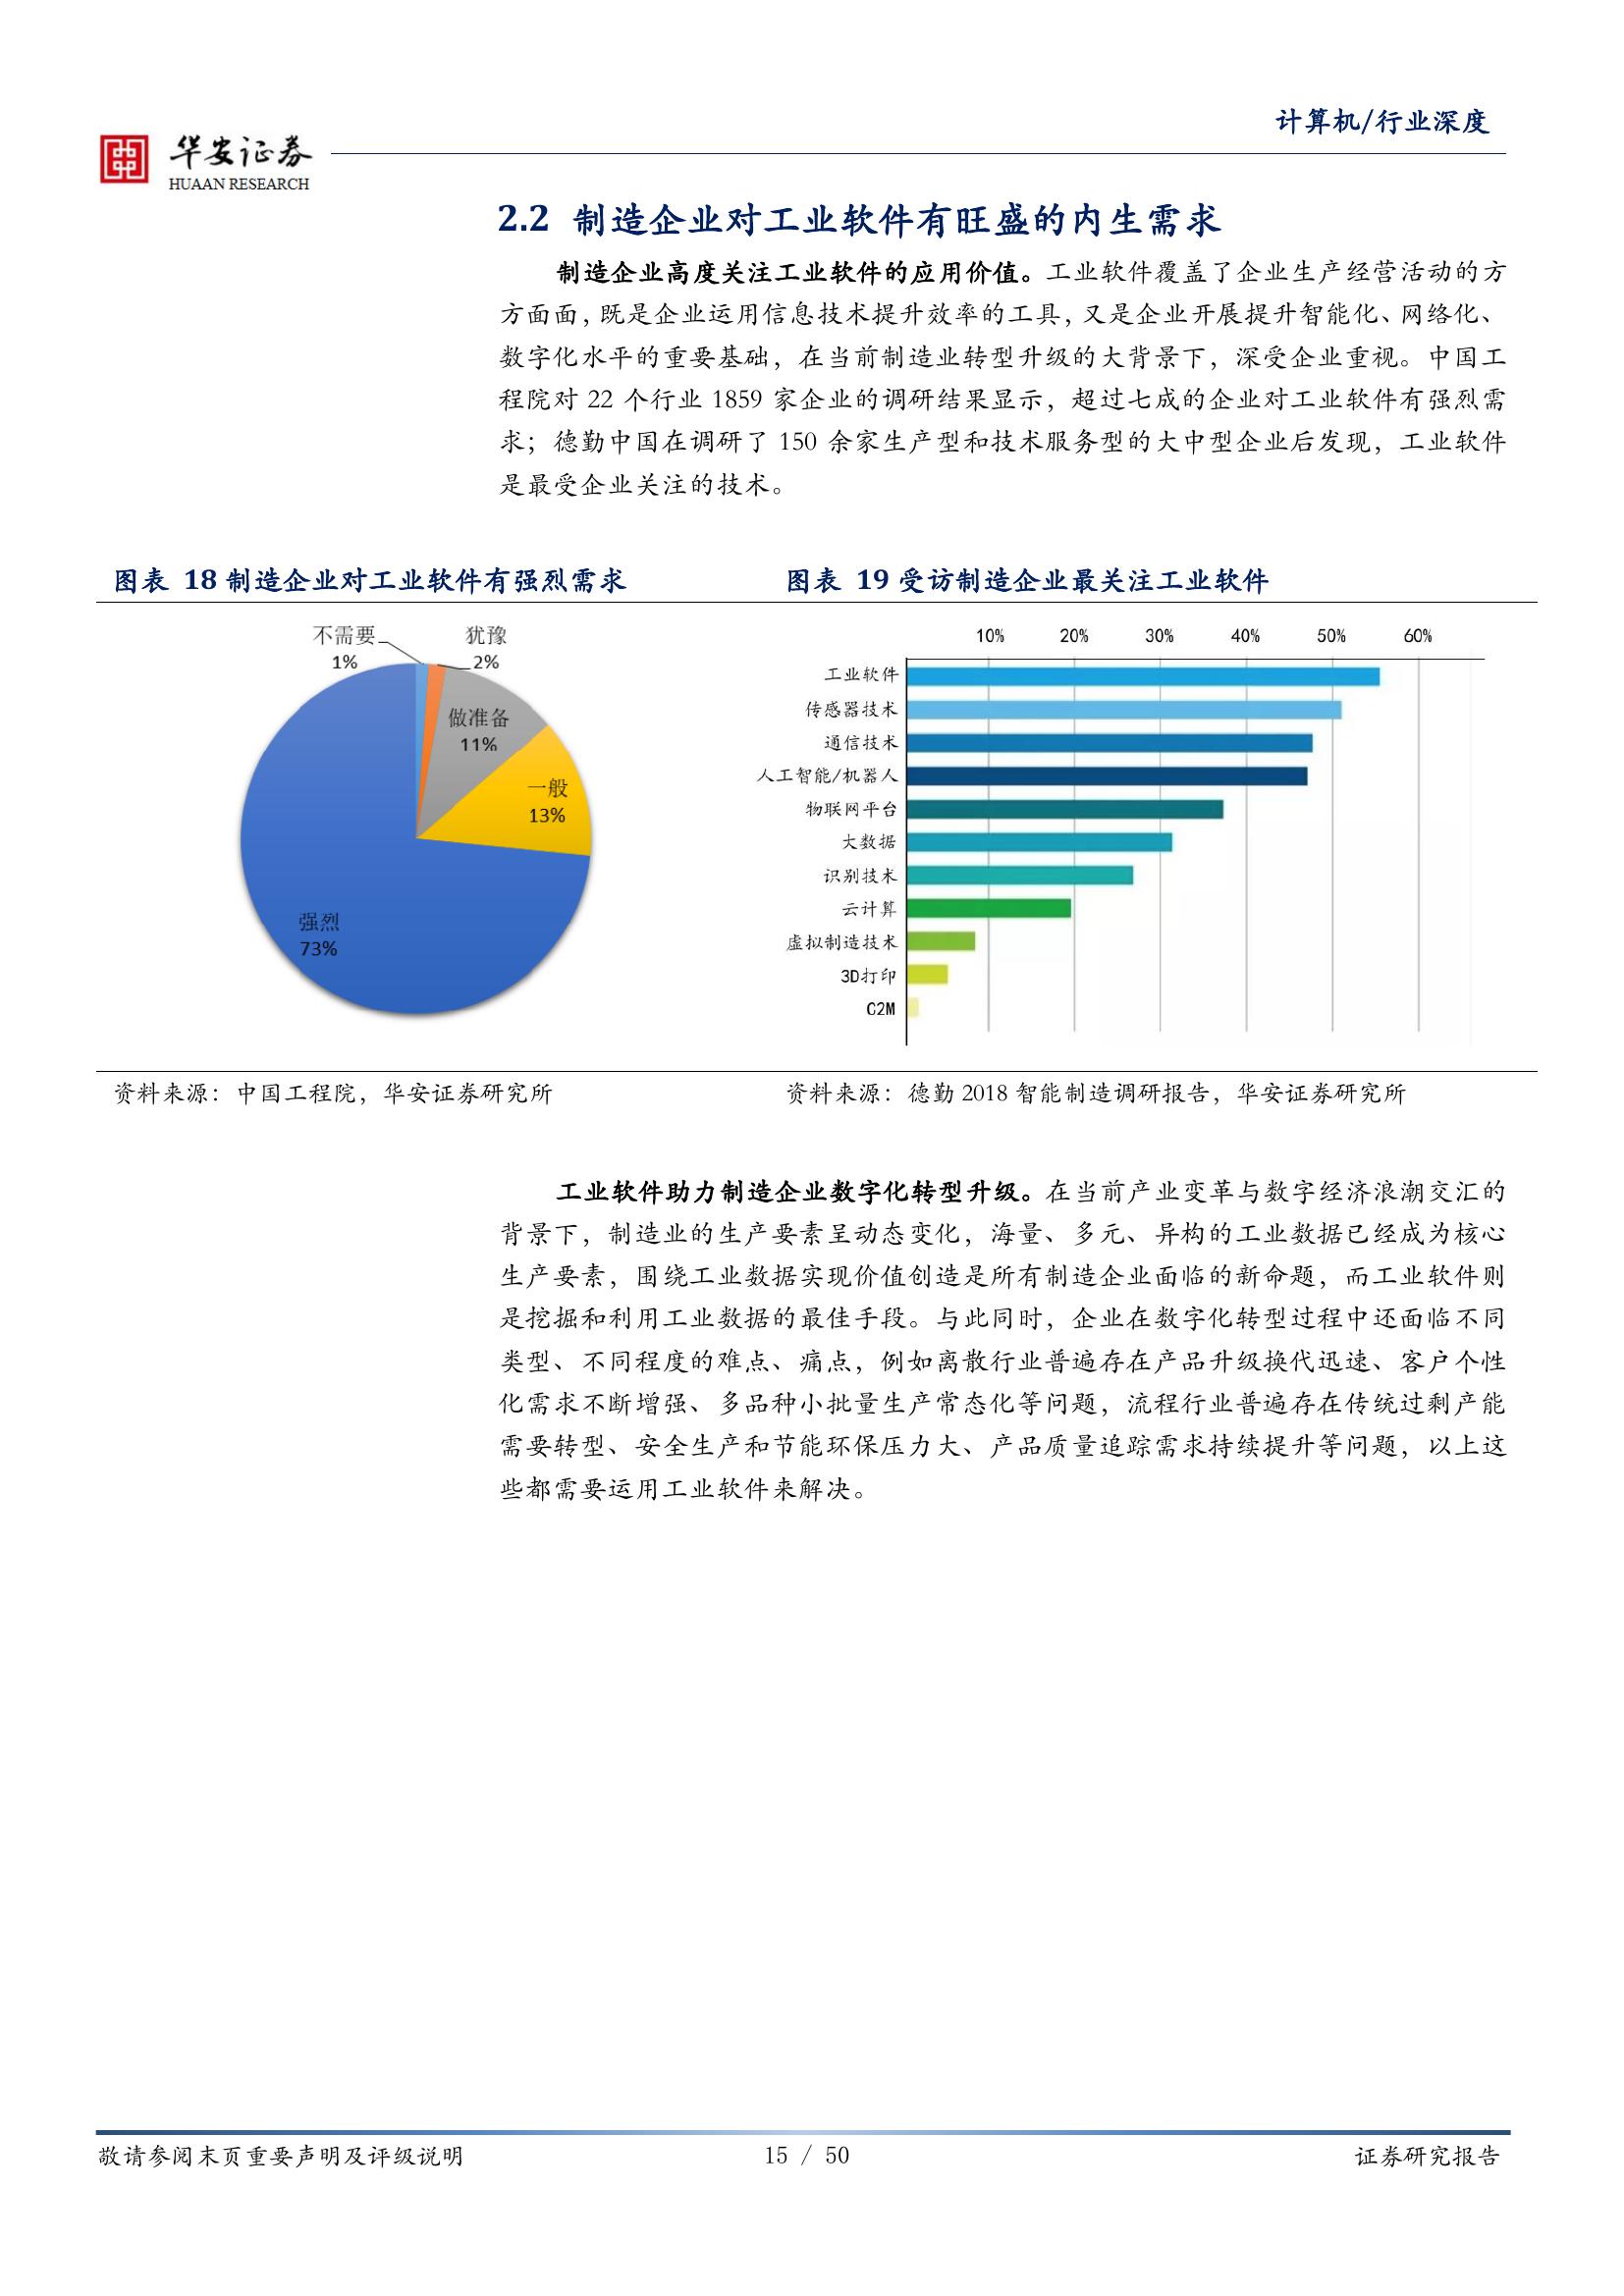 计算机/行业深度
华安证券
HUAAN RESEARCH
2.2 制造企业对工业软件有旺盛的内生需求
制造企业高度关注工业软件的应用价值。工业软件覆盖了企业生产经营活动的方
方面面，既是企业运用信息技术提升效率的工具，又是企业开展提升智能化、网络化、
数字化水平的重要基础，在当前制造业转型升级的大背景下，深受企业重视。中国工
程院对 22 个行业 1859 家企业的调研结果显示，超过七成的企业对工业软件有强烈需
求；德勤中国在调研了 150 余家生产型和技术服务型的大中型企业后发现，工业软件
是最受企业关注的技术。
图表 18 制造企业对工业软件有强烈需求
不需要
1%
犹豫
2%
做准备
11%
一般
13%
强烈
73%
资料来源：中国工程院，华安证券研究所
图表 19 受访制造企业最关注工业软件
10% 20% 30% 40% 50% 60%
工业软件
传感器技术
通信技术
人工智能/机器人
物联网平台
大数据
识别技术
云计算
虚拟制造技术
3D打印
C2M
资料来源：德勤 2018 智能制造调研报告，华安证券研究所
工业软件助力制造企业数字化转型升级。在当前产业变革与数字经济浪潮交汇的
背景下，制造业的生产要素呈动态变化，海量、多元、异构的工业数据已经成为核心
生产要素，围绕工业数据实现价值创造是所有制造企业面临的新命题，而工业软件则
是挖掘和利用工业数据的最佳手段。与此同时，企业在数字化转型过程中还面临不同
类型、不同程度的难点、痛点，例如离散行业普遍存在产品升级换代迅速、客户个性
化需求不断增强、多品种小批量生产常态化等问题，流程行业普遍存在传统过剩产能
需要转型、安全生产和节能环保压力大、产品质量追踪需求持续提升等问题，以上这
些都需要运用工业软件来解决。
敬请参阅末页重要声明及评级说明
15 / 50
证券研究报告